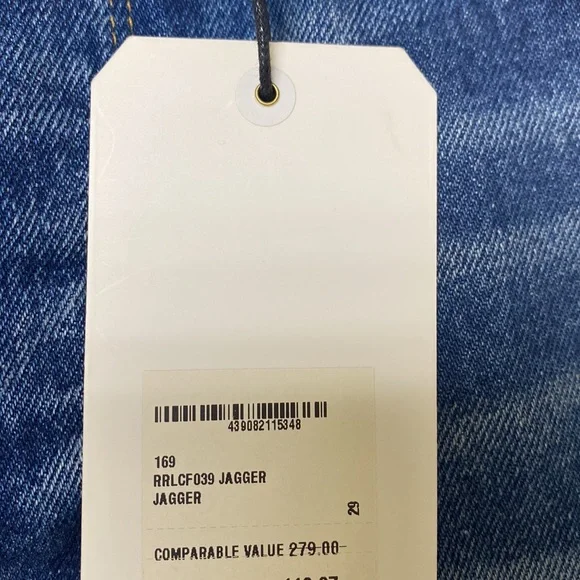 439082115348
169
RRLCF039 JAGGER
JAGGER
29
COMPARABLE VALUE 279.00